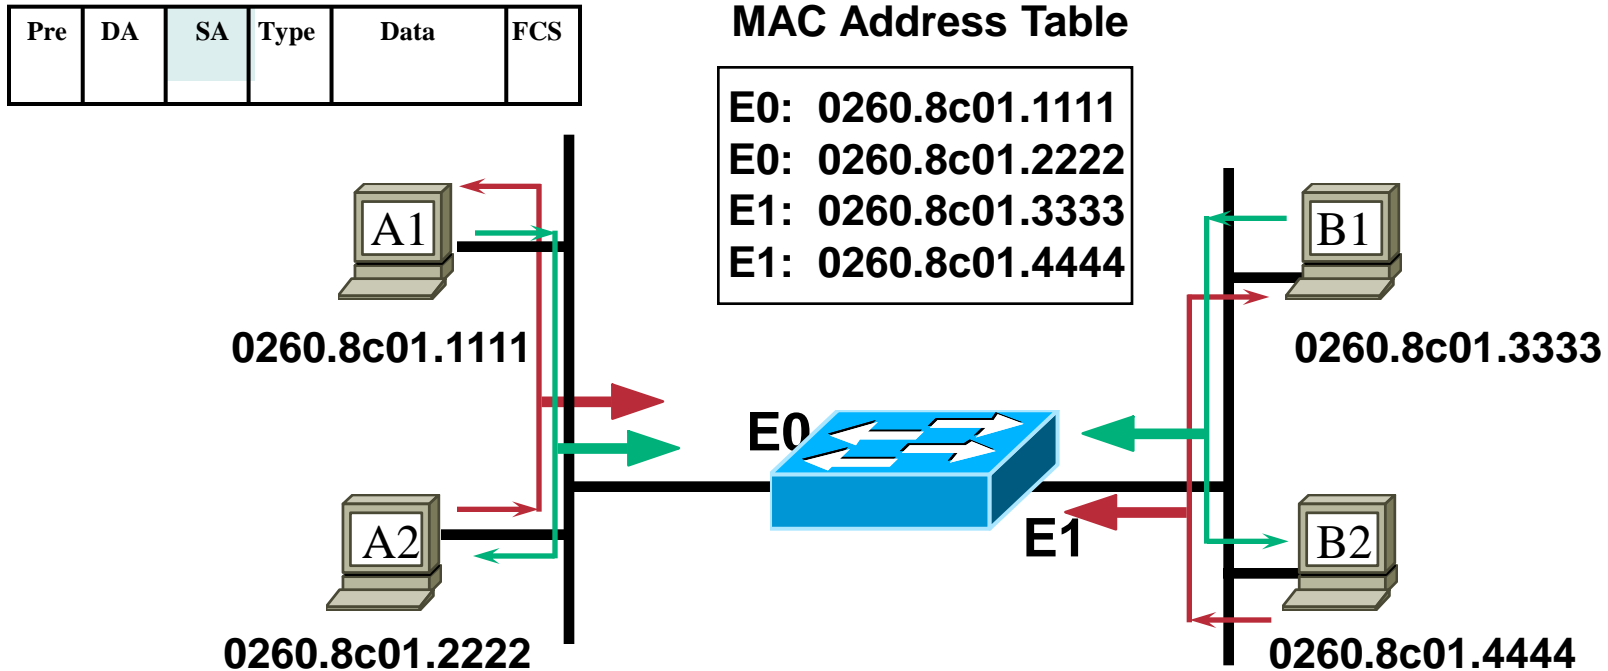 Pre DA SA Type Data FCS
MAC Address Table
E0: 0260.8c01.1111
E0: 0260.8c01.2222
E1: 0260.8c01.3333
E1: 0260.8c01.4444
A1
B1
0260.8c01.1111
0260.8c01.3333
E0
E1
A2
B2
0260.8c01.2222
0260.8c01.4444